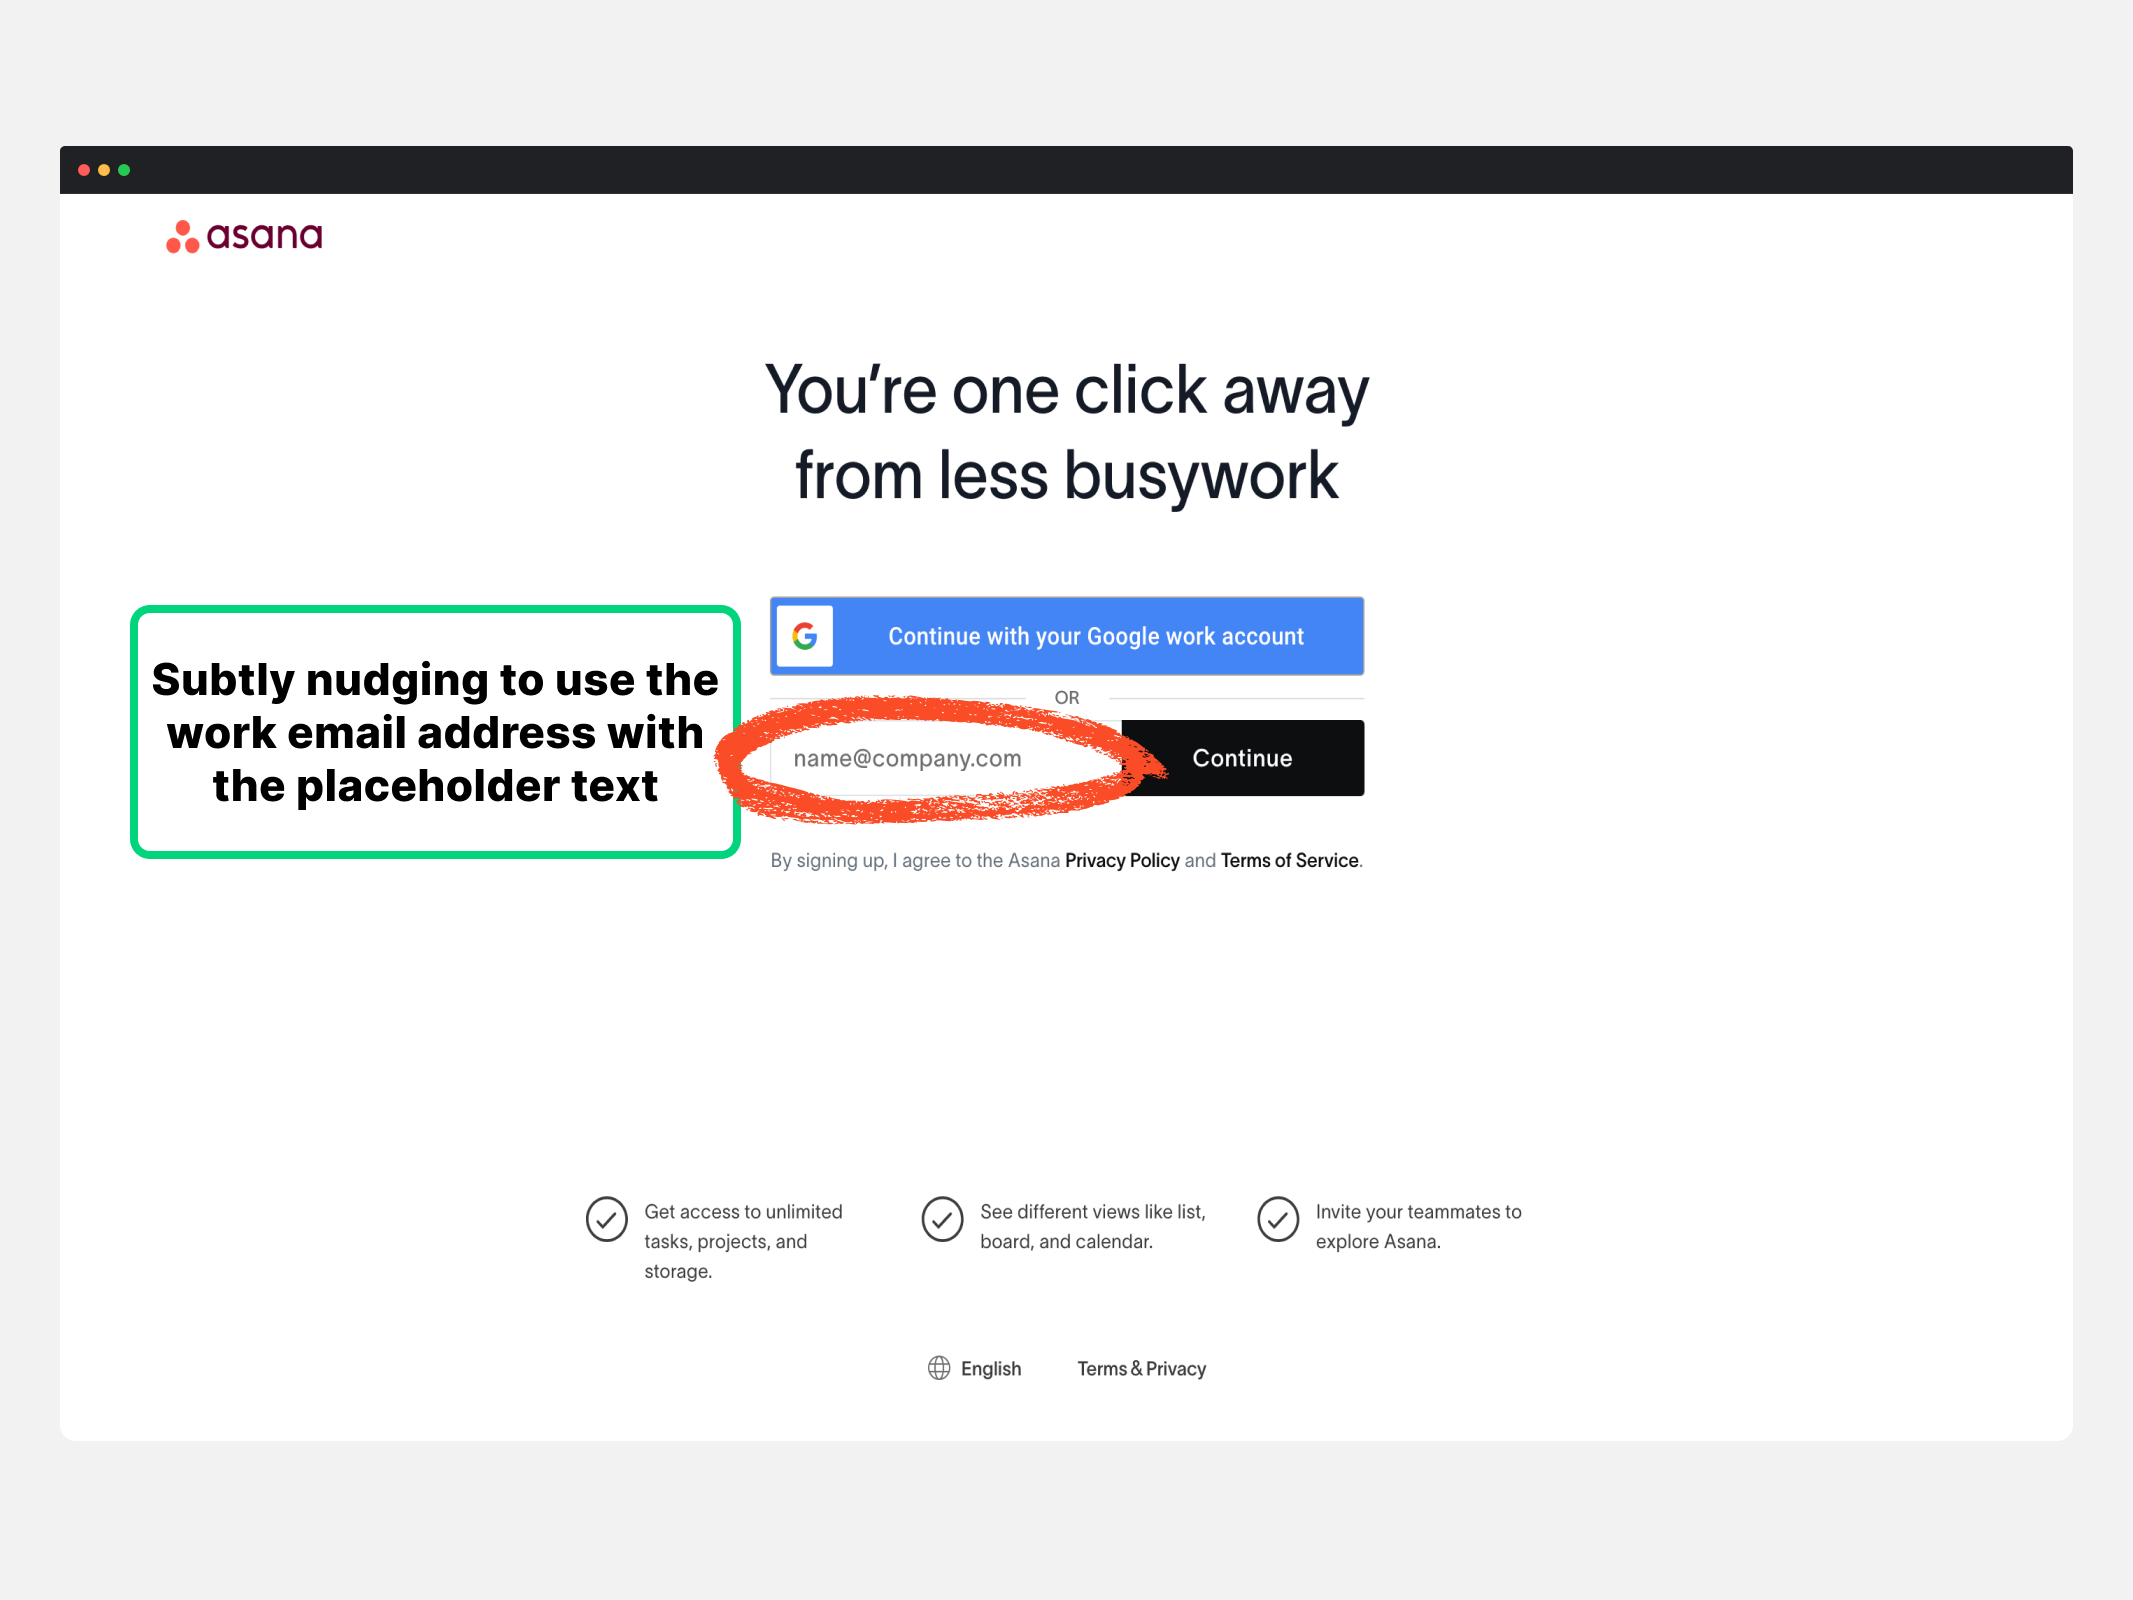 asana
You're one click away
from less busywork
Continue with your Google work account
OR
Subtly nudging to use the
work email address with
the placeholder text
name@company.com
Continue
By signing up, I agree to the Asana Privacy Policy and Terms of Service.
Get access to unlimited
tasks, projects, and
storage.
See different views like list,
board, and calendar.
Invite your teammates to
explore Asana.
English
Terms & Privacy